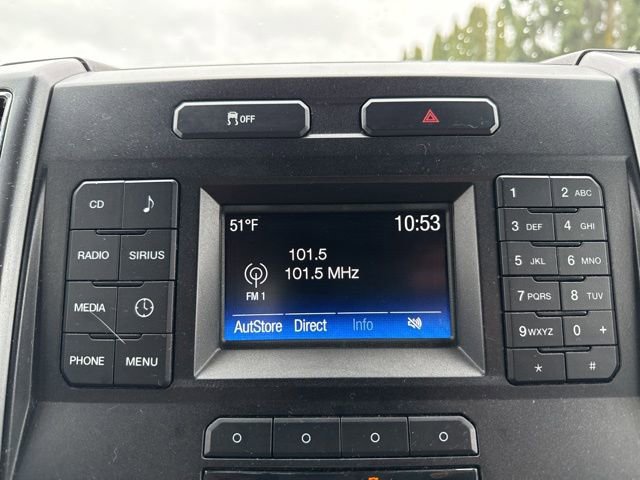 OFF
51°F 10:53
101.5
101.5 MHz
FM 1
AutStore Direct Info
CD
RADIO SIRIUS
MEDIA
PHONE MENU
1 2 ABC
3 DEF 4 GHI
5 JKL 6 MNO
7 PQRS 8 TUV
9 WXYZ 0 +
* #